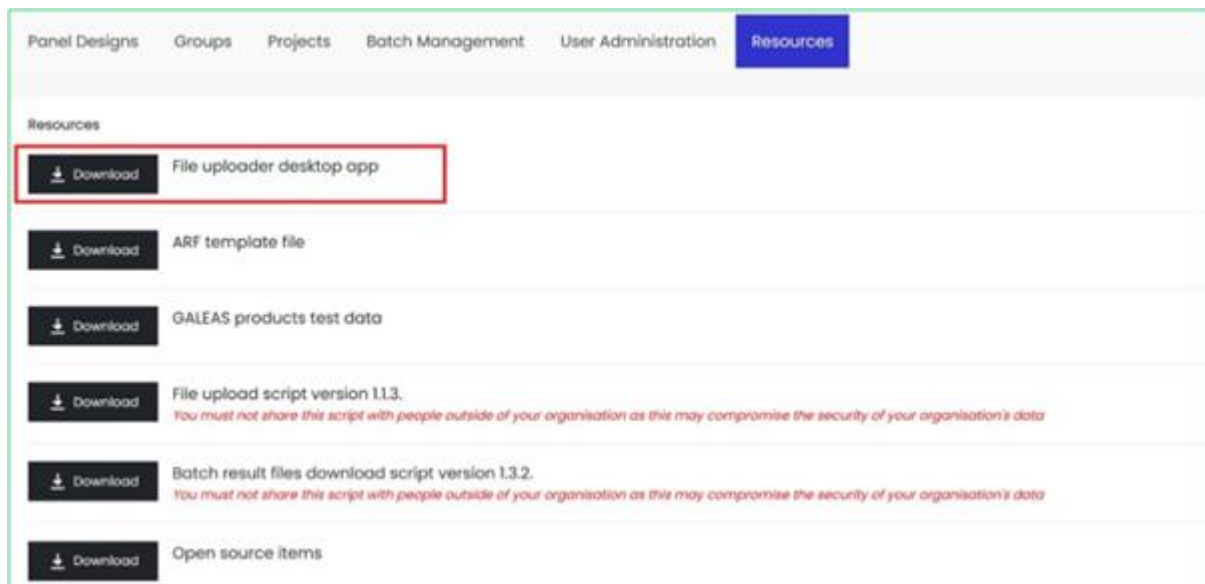 Panel Designs Groups Projects Batch Management User Administration Resources
Resources
Download File uploader desktop app
Download ARF template file
Download GALEAS products test data
Download File upload script version 1.1.3.
You must not share this script with people outside of your organisation as this may compromise the security of your organisation's data
Download Batch result files download script version 1.3.2.
You must not share this script with people outside of your organisation as this may compromise the security of your organisation's data
Download Open source items